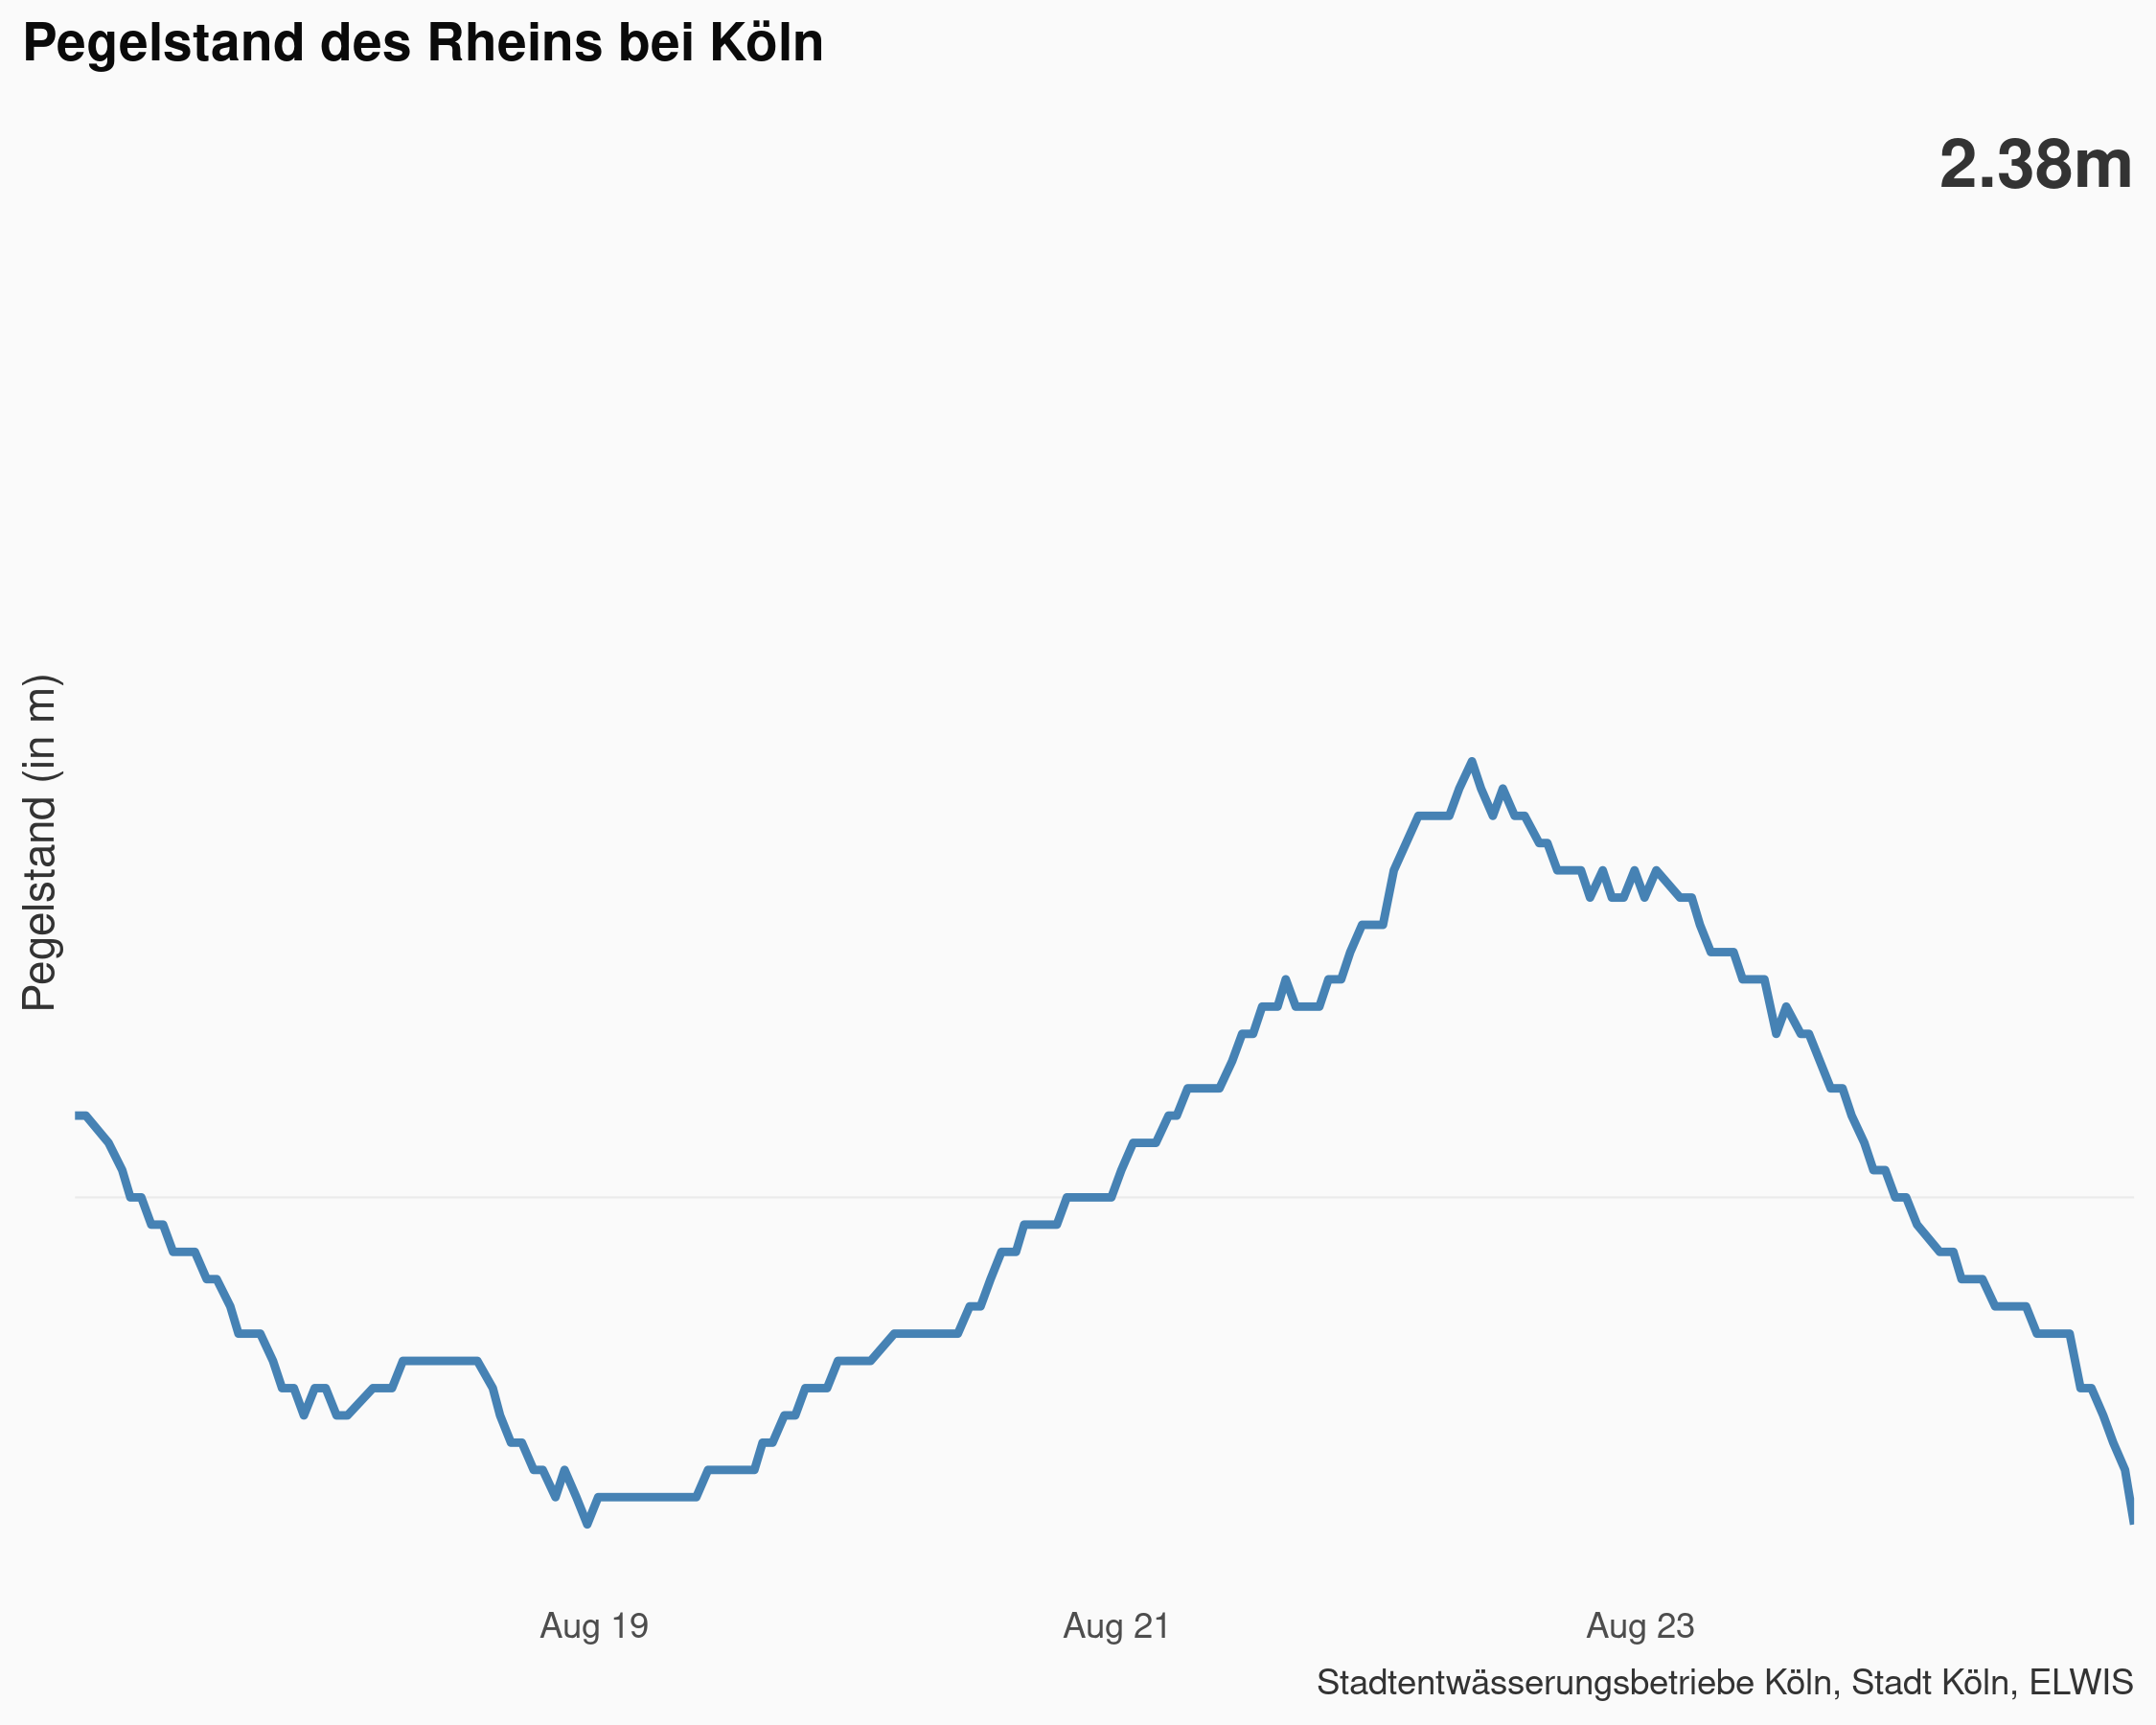 Pegelstand des Rheins bei Köln
2.38m
Pegelstand (in m)
Aug 19
Aug 21
Aug 23
Stadtentwässerungsbetriebe Köln, Stadt Köln, ELWIS